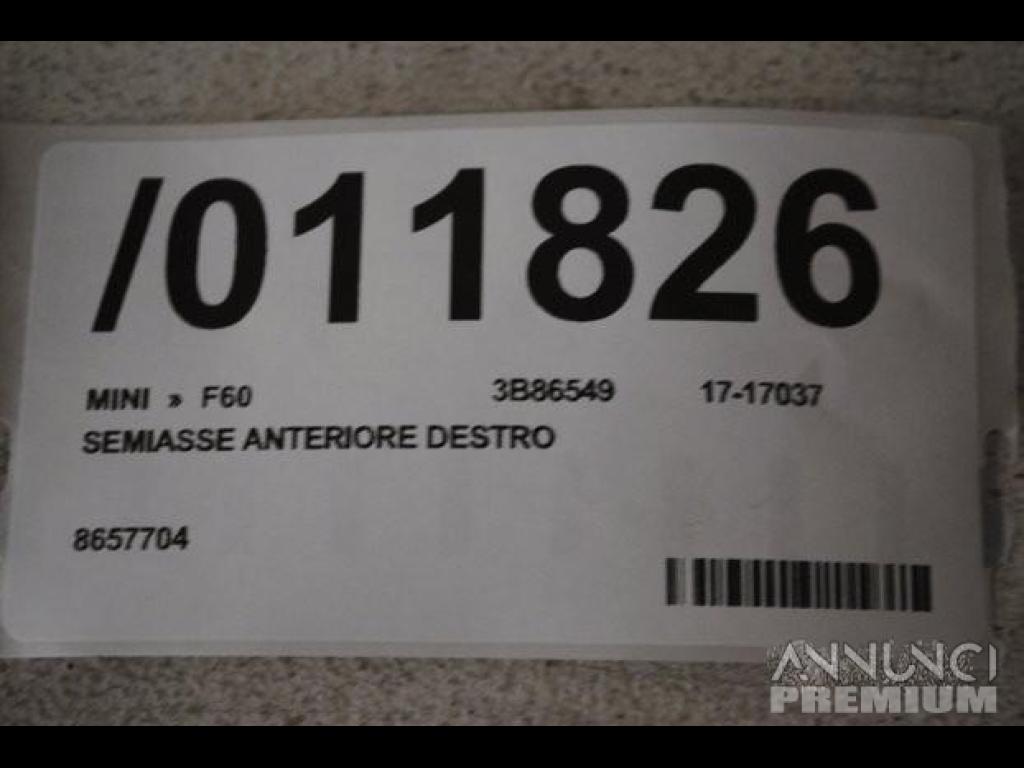 /011826
MINI » F60 3B86549 17-17037
SEMIASSE ANTERIORE DESTRO
8657704
ANNUNCI
PREMIUM